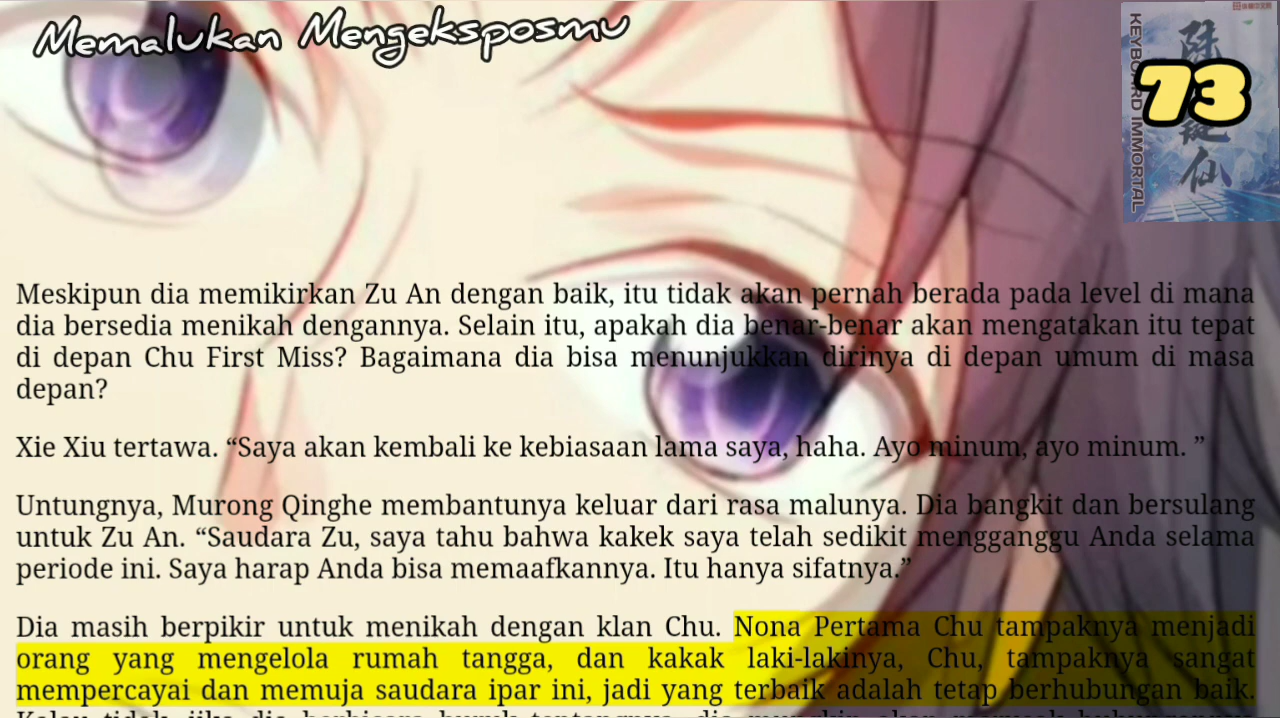 Memalukan Mengeksposmu
73
KEYBOARD IMMORTAL
Meskipun dia memikirkan Zu An dengan baik, itu tidak akan pernah berada pada level di mana
dia bersedia menikah dengannya. Selain itu, apakah dia benar-benar akan mengatakan itu tepat
di depan Chu First Miss? Bagaimana dia bisa menunjukkan dirinya di depan umum di masa
depan?
Xie Xiu tertawa. “Saya akan kembali ke kebiasaan lama saya, haha. Ayo minum, ayo minum. ”
Untungnya, Murong Qinghe membantunya keluar dari rasa malunya. Dia bangkit dan bersulang
untuk Zu An. “Saudara Zu, saya tahu bahwa kakek saya telah sedikit mengganggu Anda selama
periode ini. Saya harap Anda bisa memaafkannya. Itu hanya sifatnya.”
Dia masih berpikir untuk menikah dengan klan Chu. Nona Pertama Chu tampaknya menjadi
orang yang mengelola rumah tangga, dan kakak laki-lakinya, Chu, tampaknya sangat
mempercayai dan memuja saudara ipar ini, jadi yang terbaik adalah tetap berhubungan baik.